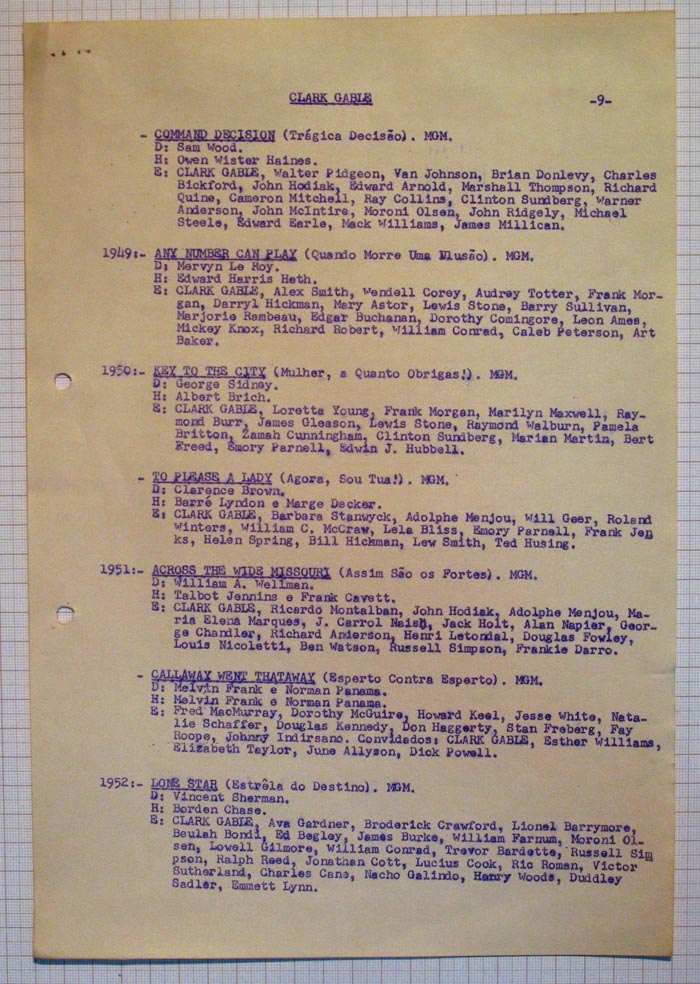 CLARK GABLE -9-
- COMMAND DECISION (Trágica Decisão). MGM.
D: Sam Wood.
H: Owen Wister Haines.
E: CLARK GABLE, Walter Pidgeon, Van Johnson, Brian Donlevy, Charles
Bickford, John Hodiak, Edward Arnold, Marshall Thompson, Richard
Quine, Cameron Mitchell, Ray Collins, Clinton Sundberg, Warner
Anderson, John McIntire, Moroni Olsen, John Ridgely, Michael
Steele, Edward Earle, Mack Williams, James Millican.
1949:- ANY NUMBER CAN PLAY (Quando Morre Uma Ilusão). MGM.
D: Mervyn Le Roy.
H: Edward Harris Heth.
E: CLARK GABLE, Alex Smith, Wendell Corey, Audrey Totter, Frank Mor-
gan, Darryl Hickman, Mary Astor, Lewis Stone, Barry Sullivan,
Marjorie Rambeau, Edgar Buchanan, Dorothy Comingore, Leon Ames,
Mickey Knox, Richard Robert, William Conrad, Caleb Peterson, Art
Baker.
1950:- KEY TO THE CITY (Mulher, a Quanto Obrigas!). MGM.
D: George Sidney.
H: Albert Brich.
E: CLARK GABLE, Loretta Young, Frank Morgan, Marilyn Maxwell, Ray-
mond Burr, James Gleason, Lewis Stone, Raymond Walburn, Pamela
Britton, Zamah Cunningham, Clinton Sundberg, Marian Martin, Bert
Freed, Emory Parnell, Edwin J. Hubbell.
- TO PLEASE A LADY (Agora, Sou Tua!). MGM.
D: Clarence Brown.
H: Barré Lyndon e Marge Decker.
E: CLARK GABLE, Barbara Stanwyck, Adolphe Menjou, Will Geer, Roland
Winters, William C. McCraw, Lela Bliss, Emory Parnell, Frank Jen
ks, Helen Spring, Bill Hickman, Lew Smith, Ted Husing.
1951:- ACROSS THE WIDE MISSOURI (Assim São os Fortes). MGM.
D: William A. Wellman.
H: Talbot Jennins e Frank Cavett.
E: CLARK GABLE, Ricardo Montalban, John Hodiak, Adolphe Menjou, Ma-
ria Elena Marques, J. Carrol Naish, Jack Holt, Alan Napier, Geor-
ge Chandler, Richard Anderson, Henri Letondal, Douglas Fowley,
Louis Nicoletti, Ben Watson, Russell Simpson, Frankie Darro.
- CALLAWAY WENT THATAWAY (Esperto Contra Esperto). MGM.
D: Melvin Frank e Norman Panama.
H: Melvin Frank e Norman Panama.
E: Fred MacMurray, Dorothy McGuire, Howard Keel, Jesse White, Nata-
lie Schaffer, Douglas Kennedy, Don Haggerty, Stan Freberg, Fay
Roope, Johnny Indirsano. Convidados: CLARK GABLE, Esther Williams,
Elizabeth Taylor, June Allyson, Dick Powell.
1952:- LONE STAR (Estrêla do Destino). MGM.
D: Vincent Sherman.
H: Borden Chase.
E: CLARK GABLE, Ava Gardner, Broderick Crawford, Lionel Barrymore,
Beulah Bondi, Ed Begley, James Burke, William Farnum, Moroni Ol-
sen, Lowell Gilmore, William Conrad, Trevor Bardette, Russell Sim
pson, Ralph Reed, Jonathan Cott, Lucius Cook, Ric Roman, Victor
Sutherland, Charles Cane, Nacho Galindo, Harry Woods, Duddley
Sadler, Emmett Lynn.